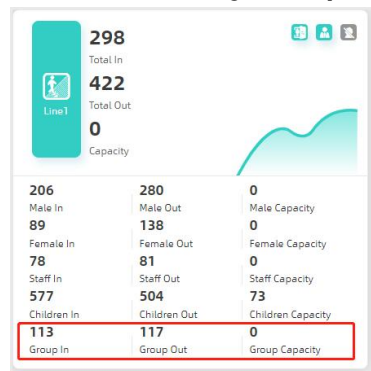 298
Total In
422
Total Out
Line1
0
Capacity
206 280 0
Male In Male Out Male Capacity
89 138 0
Female In Female Out Female Capacity
78 81 0
Staff In Staff Out Staff Capacity
577 504 73
Children In Children Out Children Capacity
113 117 0
Group In Group Out Group Capacity